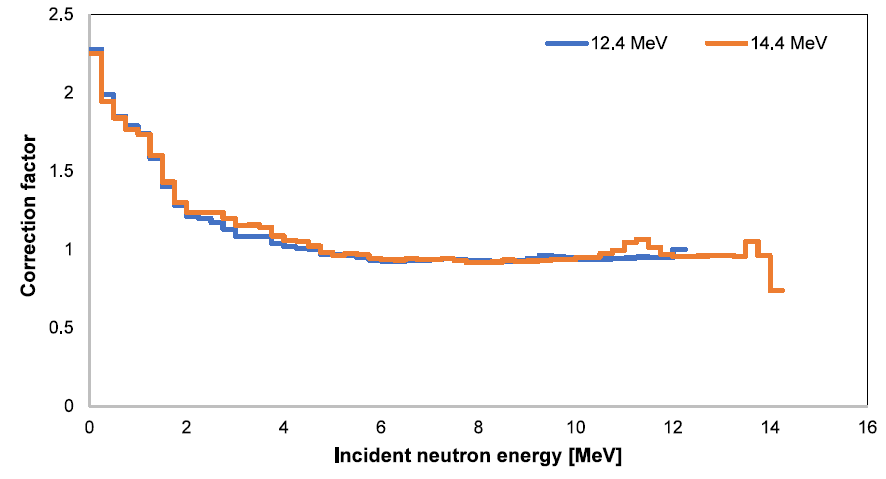 2.5
12.4 MeV
14.4 MeV
2
1.5
Correction factor
1
0.5
0
0 2 4 6 8 10 12 14 16
Incident neutron energy [MeV]